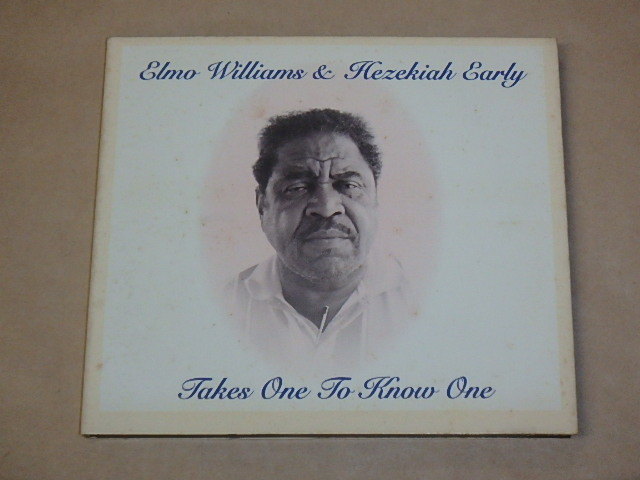 Elmo Williams & Hezekiah Early
Takes One To Know One